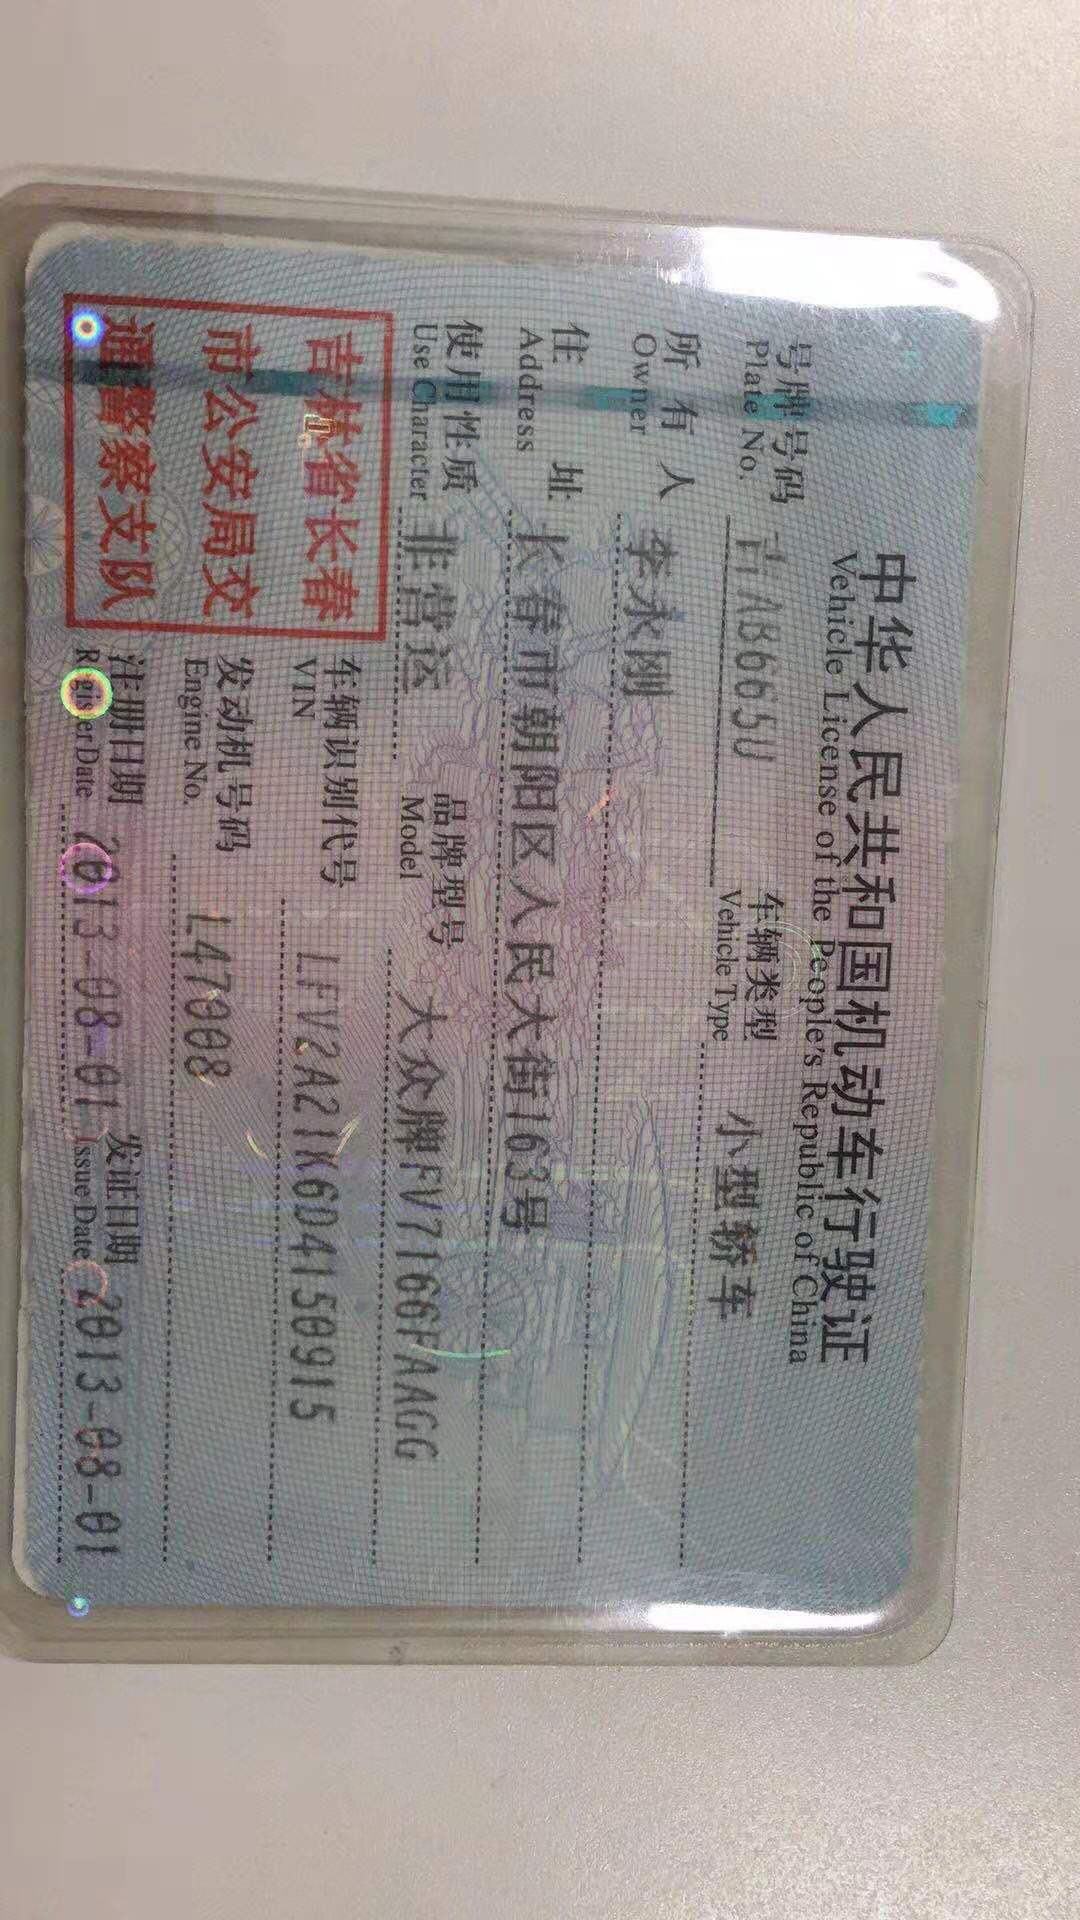 中华人民共和国机动车行驶证
Vehicle License of the People's Republic of China
号牌号码 吉AB665U 车辆类型 小型轿车
Plate No. Vehicle Type
所有人 李永刚
Owner
住址 长春市朝阳区人民大街163号
Address
使用性质 非营运 品牌型号 大众牌FV7166FAAGG
Use Character Model
吉林省长春
市公安局交
通警察支队
车辆识别代号 LFV2A21K6D4150915
VIN
发动机号码 L47008
Engine No.
注册日期 2013-08-01 发证日期 2013-08-01
Register Date Issue Date